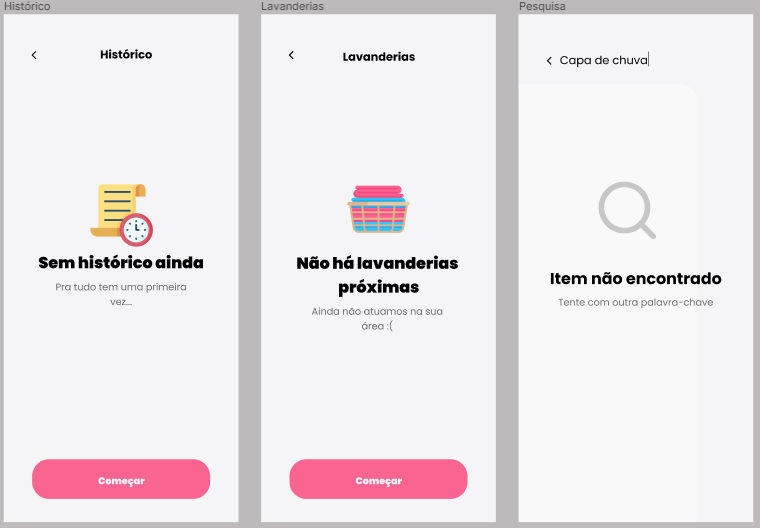 Histórico
Lavanderias
Pesquisa
Histórico
Sem histórico ainda
Pra tudo tem uma primeira
vez...
Começar
Lavanderias
Não há lavanderias
próximas
Ainda não atuamos na sua
área :(
Começar
Capa de chuva
Item não encontrado
Tente com outra palavra-chave